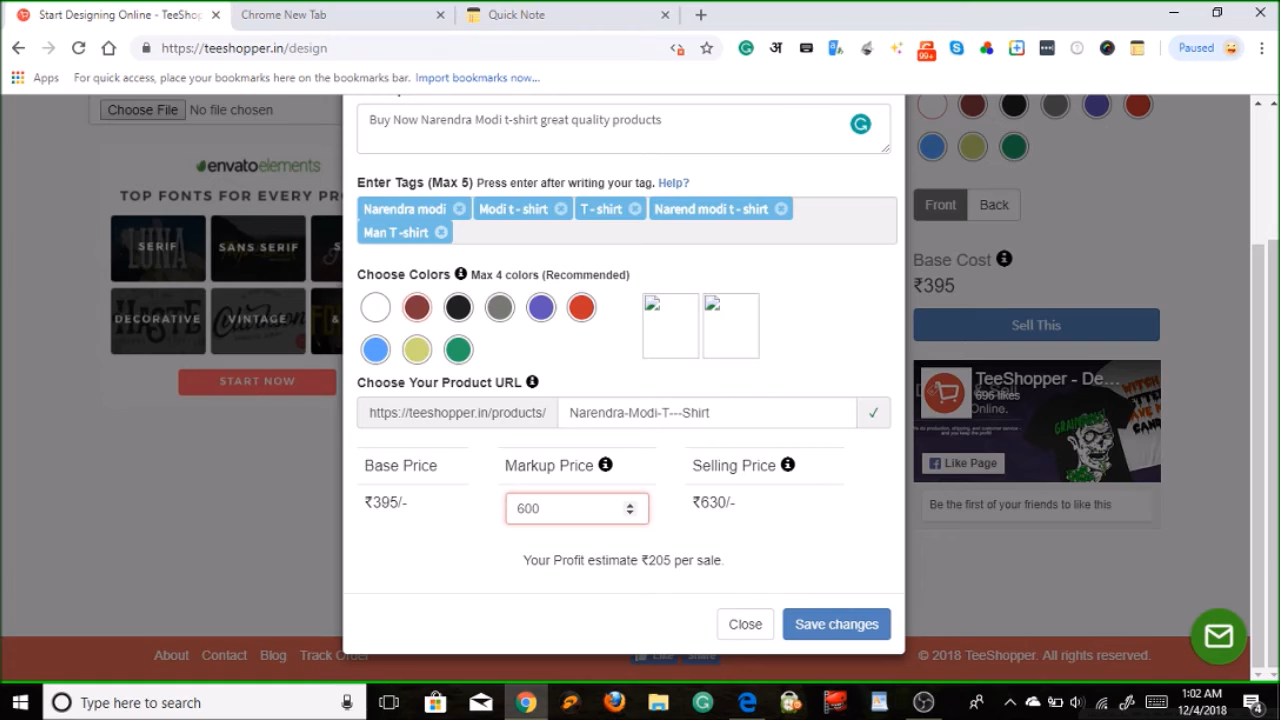 Start Designing Online - TeeShop
Chrome New Tab
Quick Note
https://teeshopper.in/design
अ
99+
Paused
Apps
For quick access, place your bookmarks here on the bookmarks bar. Import bookmarks now...
Choose File No file chosen
Buy Now Narendra Modi t-shirt great quality products
Enter Tags (Max 5) Press enter after writing your tag. Help?
Narendra modi
Modi t - shirt
T - shirt
Narend modi t - shirt
Man T -shirt
Choose Colors Max 4 colors (Recommended)
Choose Your Product URL
https://teeshopper.in/products/
Narendra-Modi-T---Shirt
✓
Base Price
Markup Price
Selling Price
₹395/-
600
₹630/-
Your Profit estimate ₹205 per sale.
Close
Save changes
envatoelements
TOP FONTS FOR EVERY PR
SERIF
SANS SERIF
DECORATIVE
VINTAGE
&
START NOW
Front
Back
Base Cost
₹395
Sell This
TeeShopper - De...
696 likes
Online.
Like Page
Be the first of your friends to like this
About
Contact
Blog
Track Order
Like
Share
© 2018 TeeShopper. All rights reserved.
Type here to search
1:02 AM
12/4/2018
4